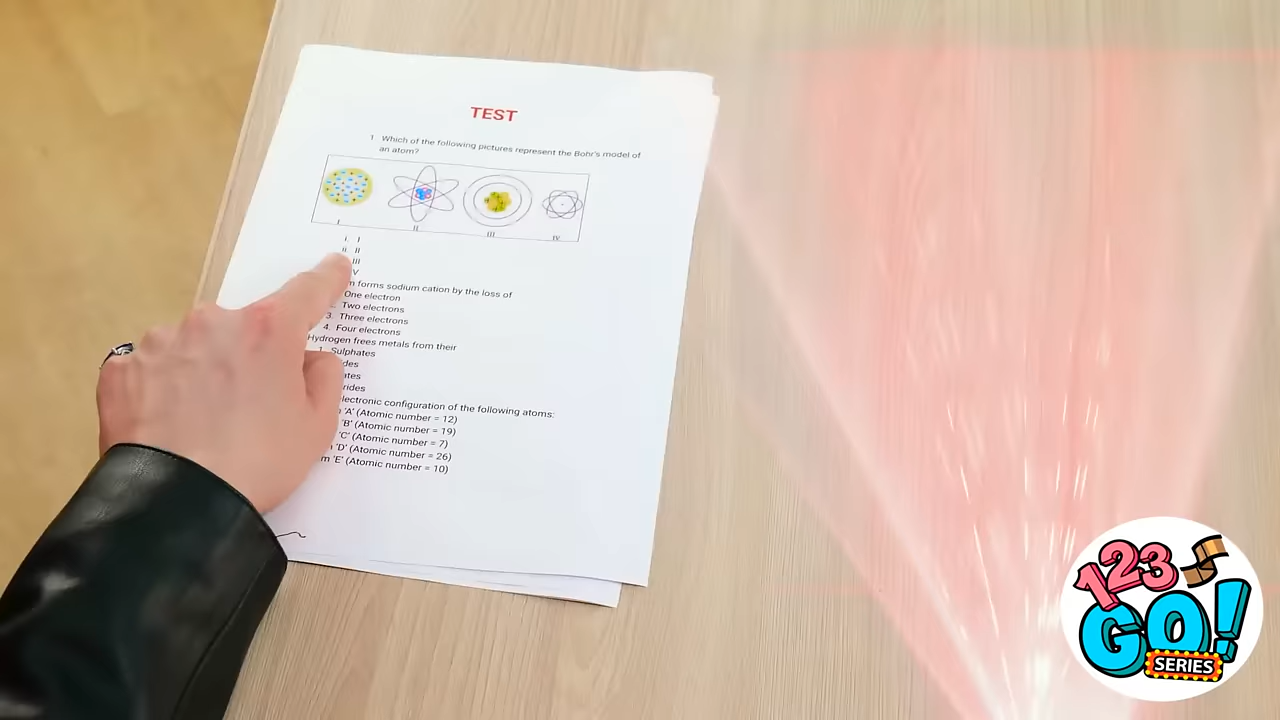 TEST
1 Which of the following pictures represent the Bohr's model of
an atom?
I II III IV
i. I
ii. II
III
V
forms sodium cation by the loss of
One electron
Two electrons
3. Three electrons
4. Four electrons
Hydrogen frees metals from their
1. Sulphates
electronic configuration of the following atoms:
'A' (Atomic number = 12)
'B' (Atomic number = 19)
'C' (Atomic number = 7)
'D' (Atomic number = 26)
'E' (Atomic number = 10)
123
GO!
SERIES